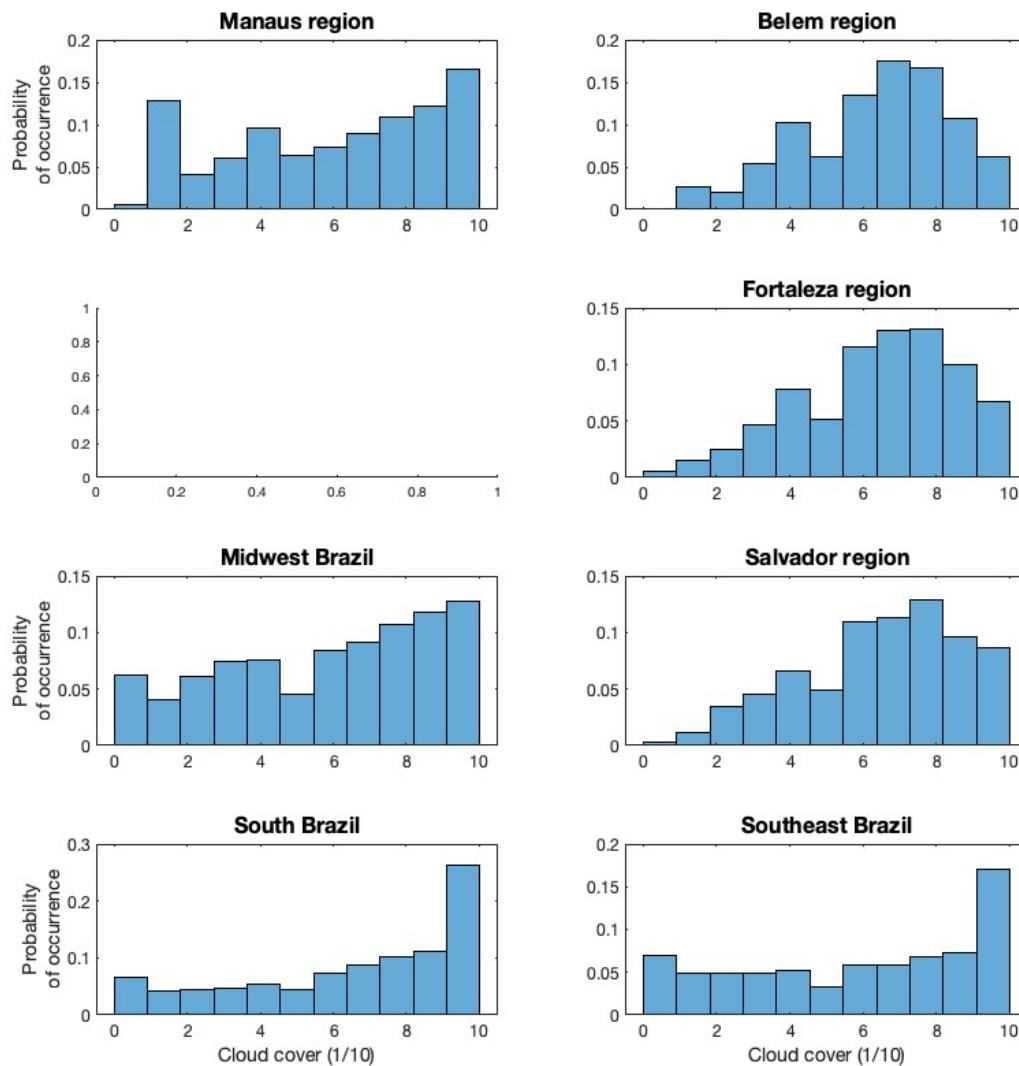 Manaus region
Probability
of occurrence
0.2
0.15
0.1
0.05
0
0 2 4 6 8 10
Belem region
0.2
0.15
0.1
0.05
0
0 2 4 6 8 10
1
0.8
0.6
0.4
0.2
0
0 0.2 0.4 0.6 0.8 1
Fortaleza region
0.15
0.1
0.05
0
0 2 4 6 8 10
Midwest Brazil
Probability
of occurrence
0.15
0.1
0.05
0
0 2 4 6 8 10
Salvador region
0.15
0.1
0.05
0
0 2 4 6 8 10
South Brazil
Probability
of occurrence
0.3
0.2
0.1
0
0 2 4 6 8 10
Cloud cover (1/10)
Southeast Brazil
0.2
0.15
0.1
0.05
0
0 2 4 6 8 10
Cloud cover (1/10)